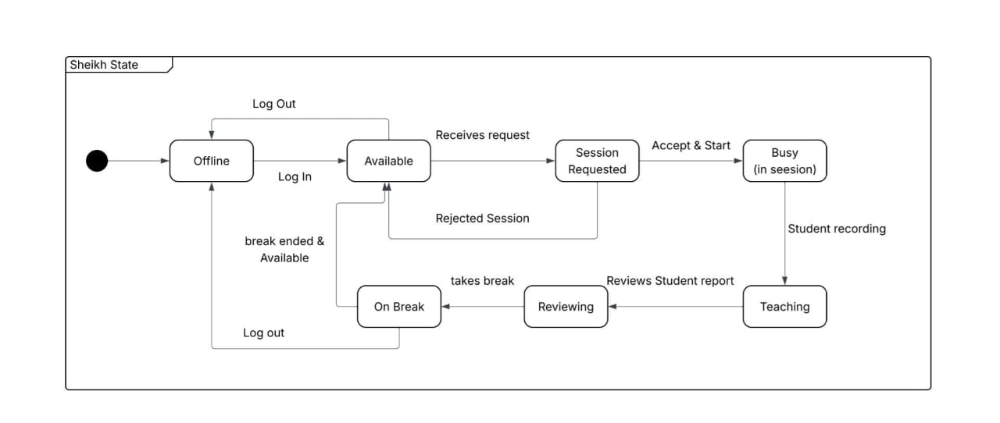 Sheikh State
Log Out
Receives request
Accept & Start
Offline
Log In
Available
Session
Requested
Busy
(in seesion)
Rejected Session
Student recording
break ended &
Available
takes break
Reviews Student report
On Break
Reviewing
Teaching
Log out